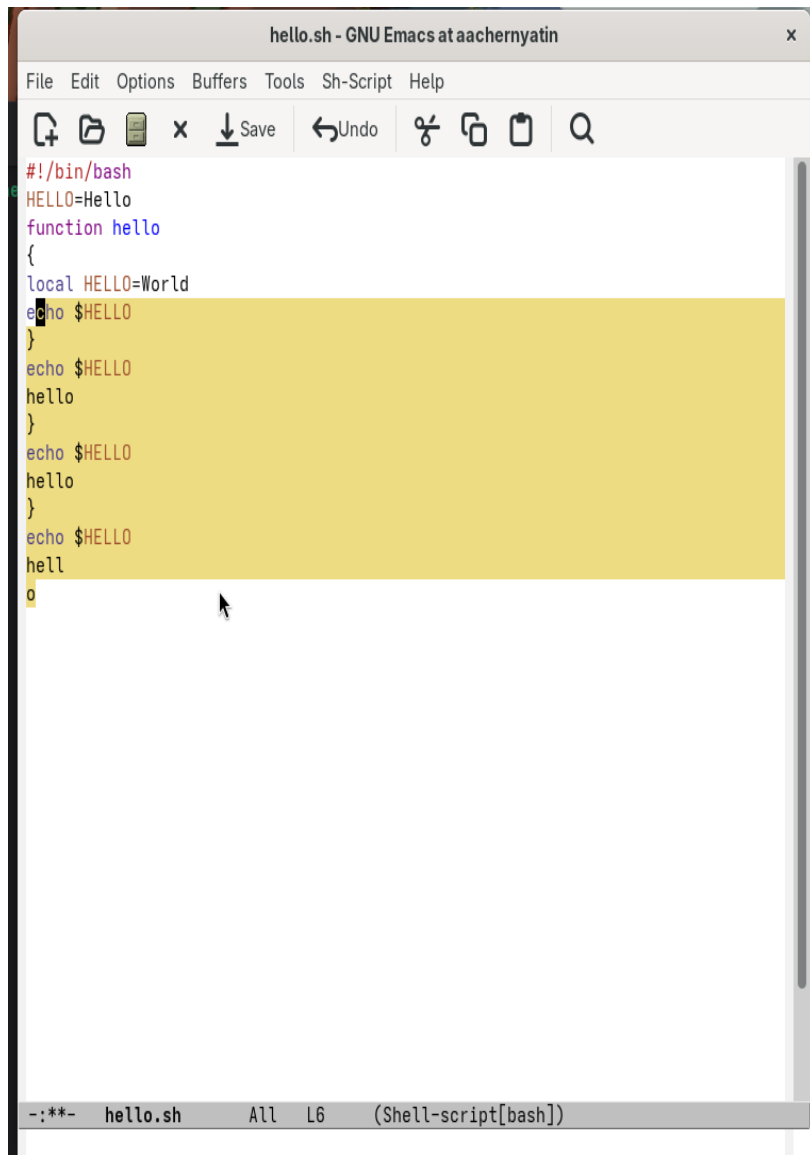 hello.sh - GNU Emacs at aachernyatin
File Edit Options Buffers Tools Sh-Script Help
Save Undo
#!/bin/bash
HELLO=Hello
function hello
{
local HELLO=World
echo $HELLO
}
echo $HELLO
hello
}
echo $HELLO
hello
}
echo $HELLO
hell
o
-:**- hello.sh All L6 (Shell-script[bash])